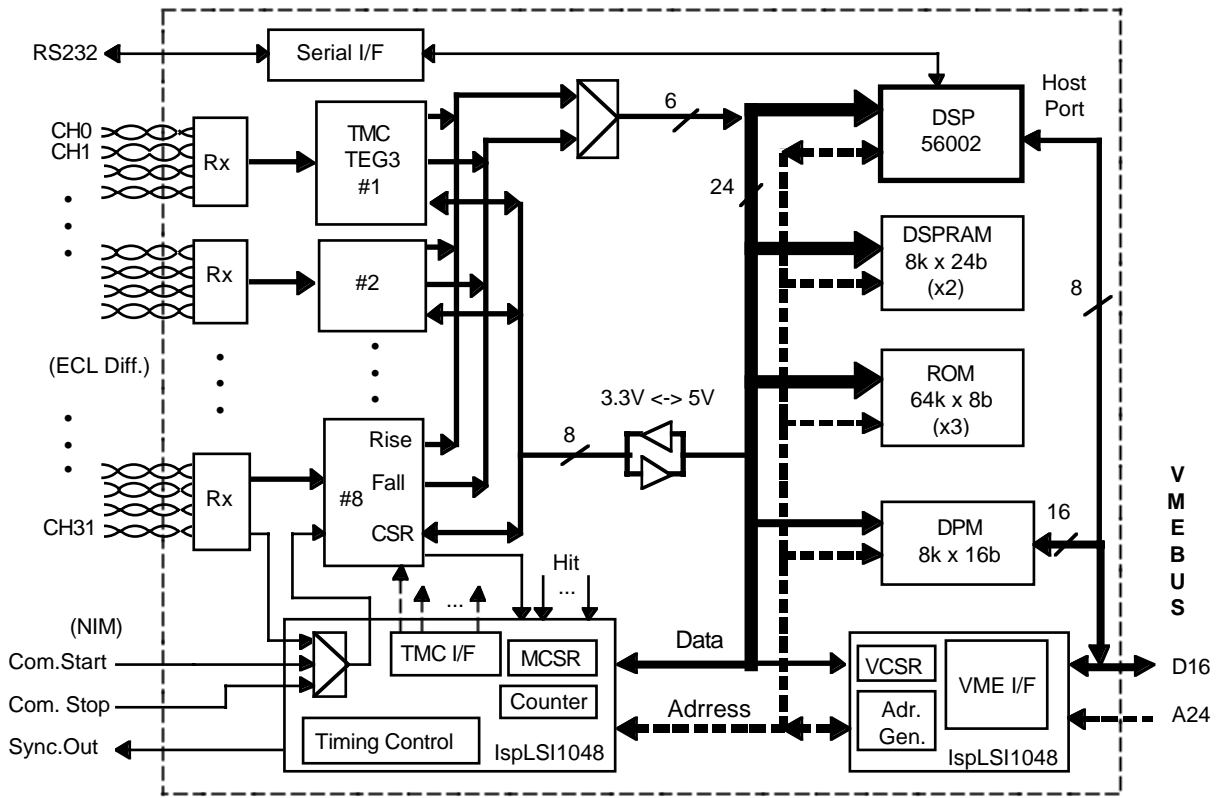 RS232
Serial I/F
Host
Port
CH0
CH1
Rx
TMC
TEG3
#1
6
DSP
56002
24
Rx
#2
DSPRAM
8k x 24b
(x2)
8
(ECL Diff.)
3.3V <-> 5V
ROM
64k x 8b
(x3)
Rise
Fall
#8
CSR
8
Rx
CH31
16
DPM
8k x 16b
V
M
E
B
U
S
Hit
...
...
(NIM)
Com.Start
Com. Stop
Sync.Out
TMC I/F
MCSR
Counter
Timing Control
IspLSI1048
Data
Adrress
VCSR
VME I/F
Adr.
Gen.
IspLSI1048
D16
A24